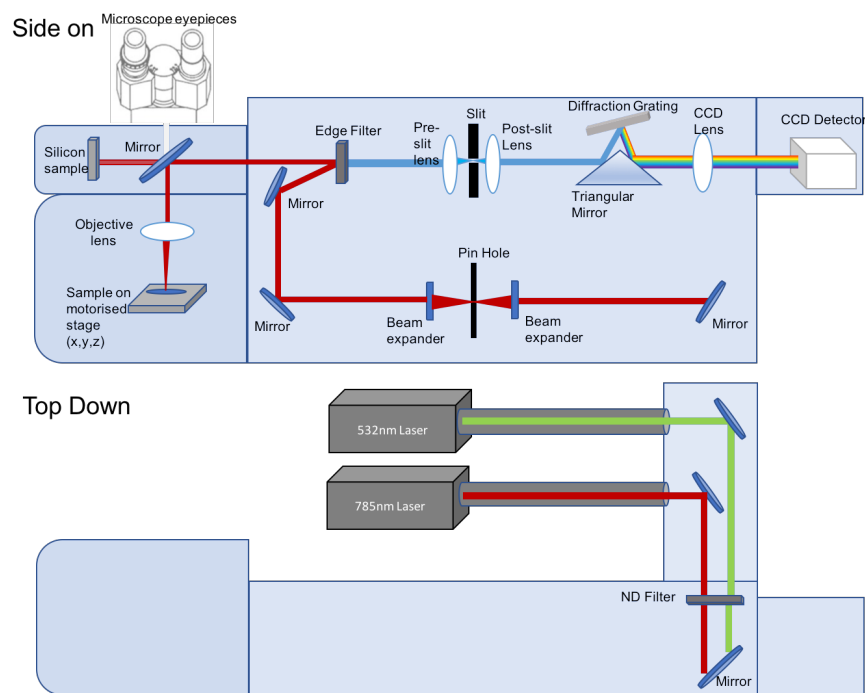 Side on
Microscope eyepieces
Silicon
sample
Mirror
Edge Filter
Pre-
slit
lens
Slit
Post-slit
Lens
Diffraction Grating
CCD
Lens
CCD Detector
Mirror
Triangular
Mirror
Objective
lens
Sample on
motorised
stage
(x,y,z)
Mirror
Beam
expander
Pin Hole
Beam
expander
Mirror
Top Down
532nm Laser
785nm Laser
ND Filter
Mirror